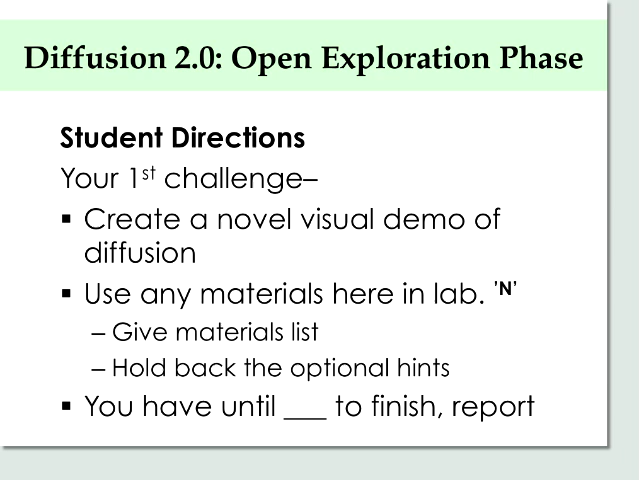 Diffusion 2.0: Open Exploration Phase
Student Directions
Your 1st challenge–
▪ Create a novel visual demo of
diffusion
▪ Use any materials here in lab. ’N’
– Give materials list
– Hold back the optional hints
▪ You have until ___ to finish, report